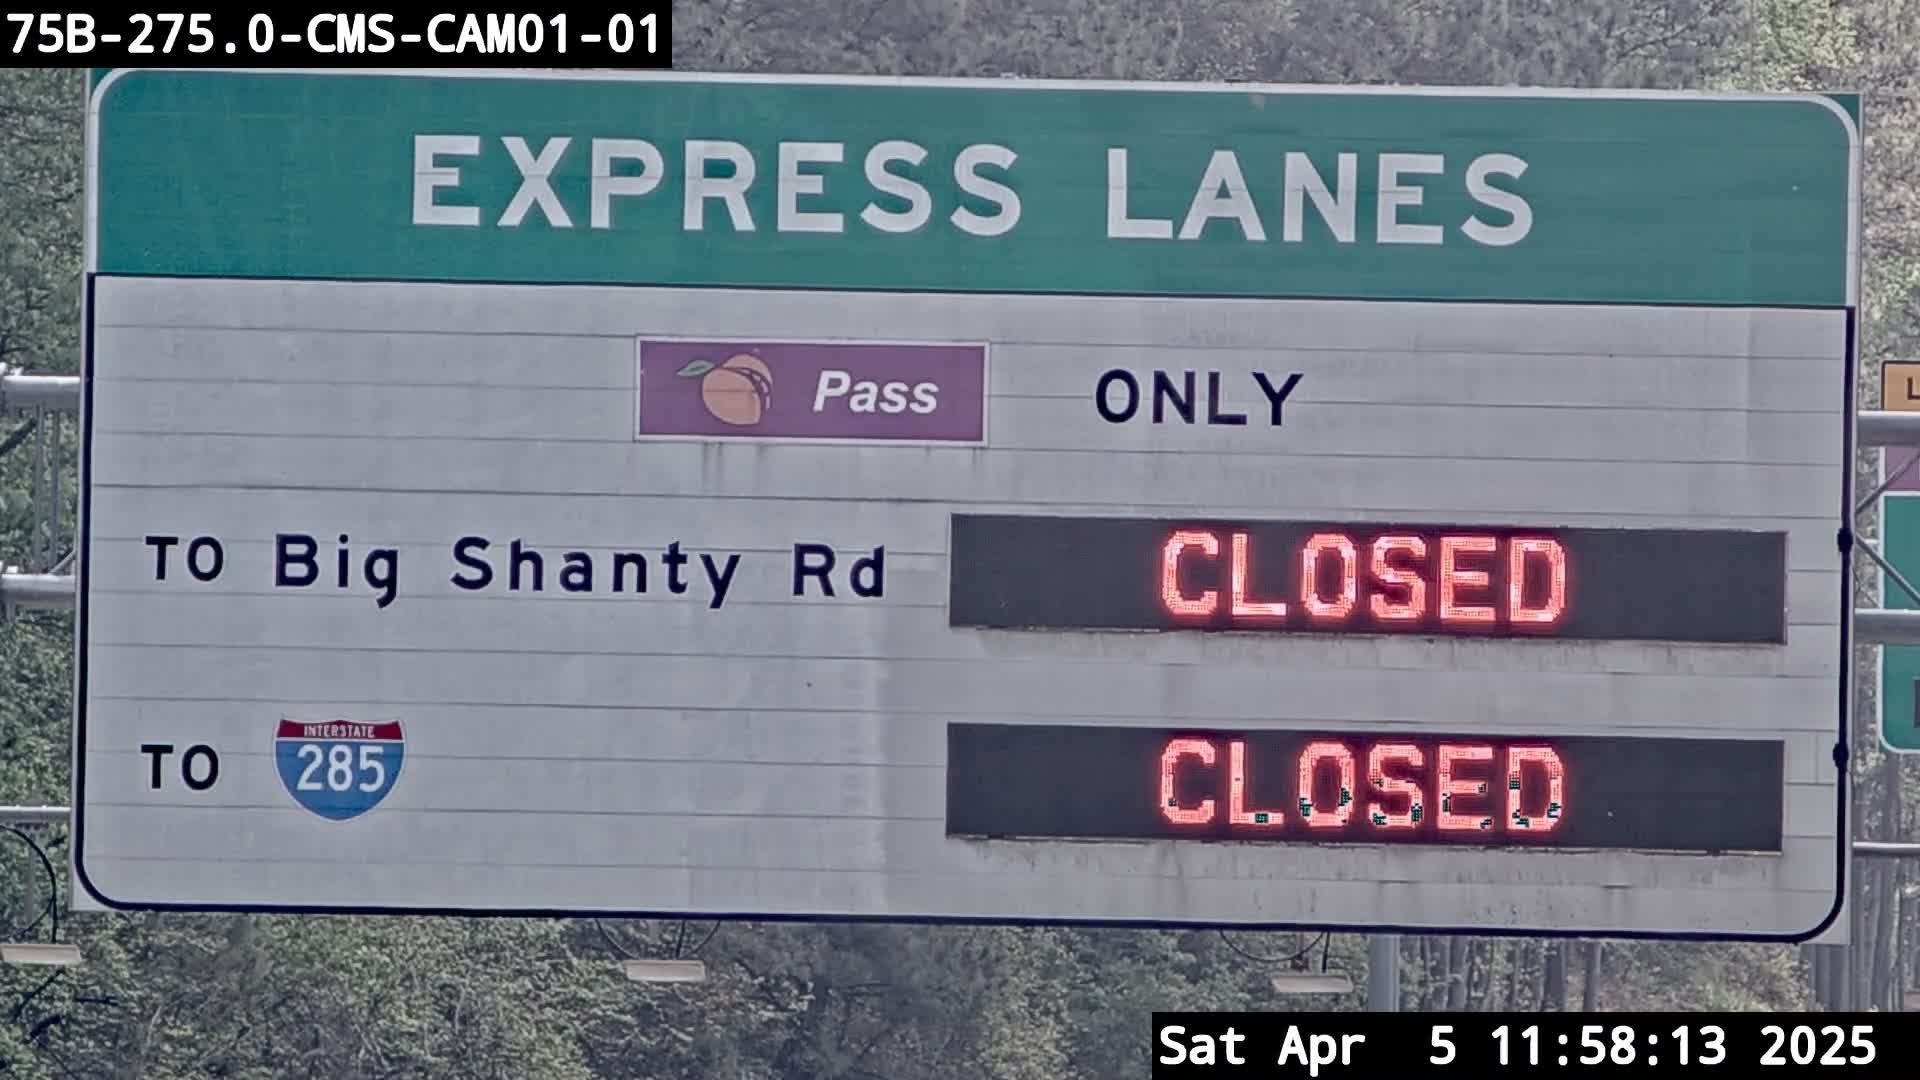 75B-275.0-CMS-CAM01-01
EXPRESS LANES
Pass ONLY
TO Big Shanty Rd CLOSED
TO INTERSTATE 285 CLOSED
Sat Apr 5 11:58:13 2025